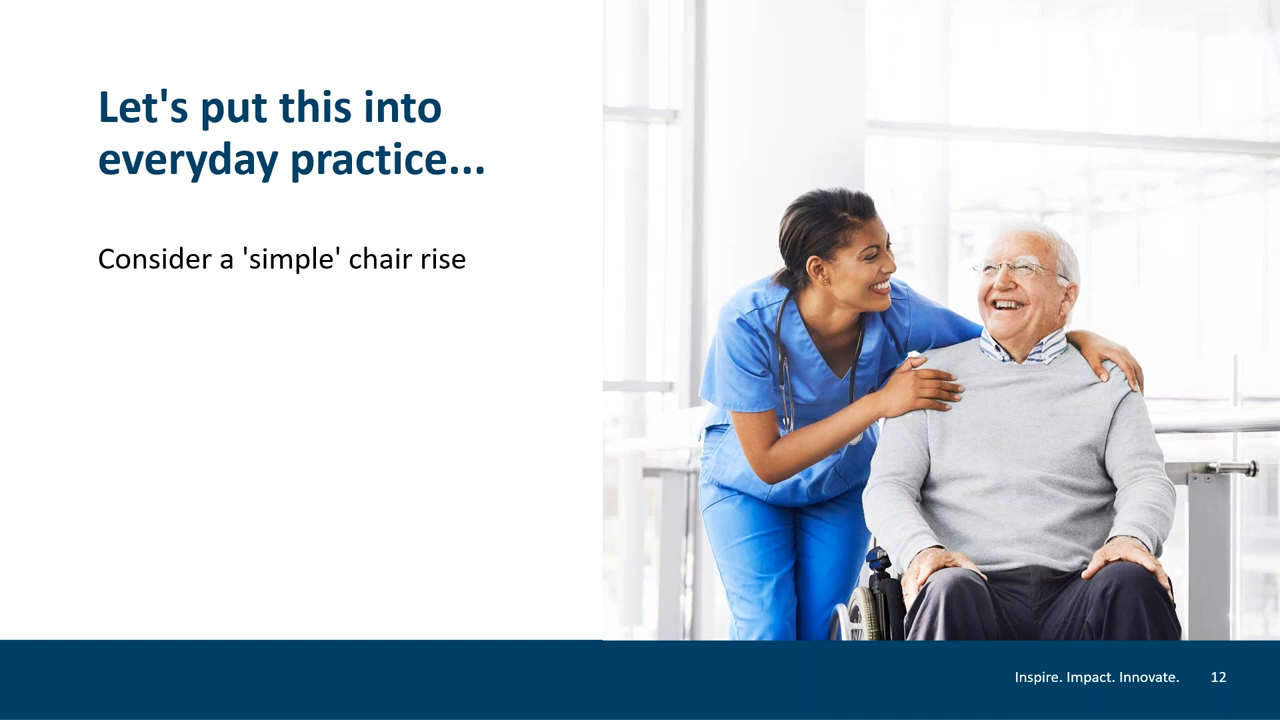 Let's put this into
everyday practice...
Consider a 'simple' chair rise
Inspire. Impact. Innovate. 12